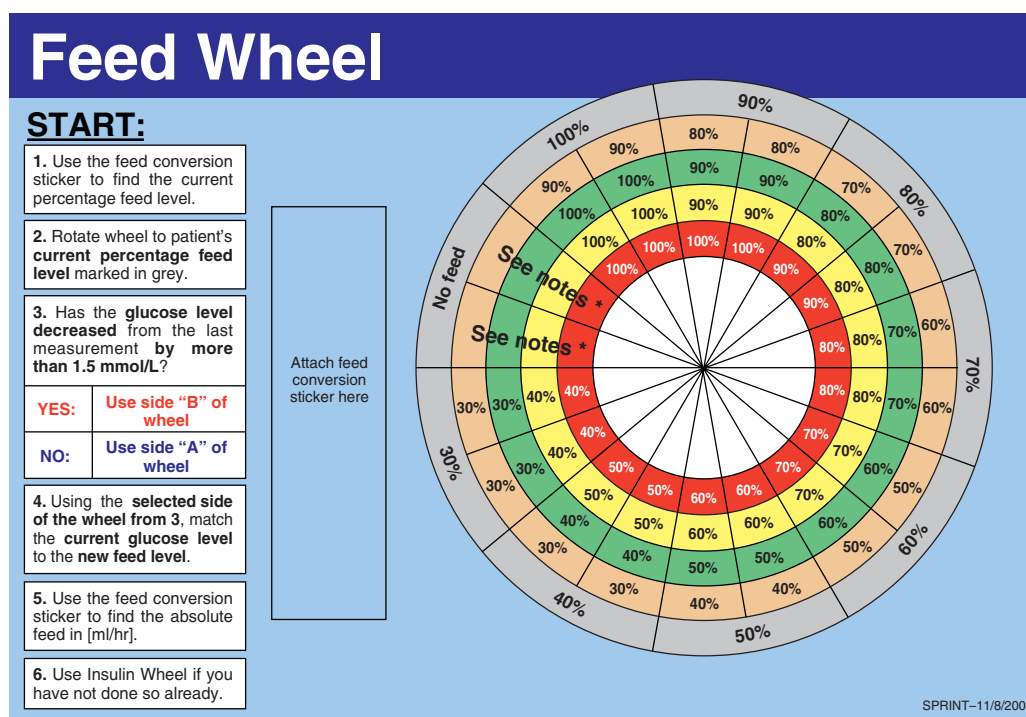 Feed Wheel
START:
1. Use the feed conversion
sticker to find the current
percentage feed level.
2. Rotate wheel to patient's
current percentage feed
level marked in grey.
3. Has the glucose level
decreased from the last
measurement by more
than 1.5 mmol/L?
YES: Use side “B” of
wheel
NO: Use side “A” of
wheel
4. Using the selected side
of the wheel from 3, match
the current glucose level
to the new feed level.
5. Use the feed conversion
sticker to find the absolute
feed in [ml/hr].
6. Use Insulin Wheel if you
have not done so already.
Attach feed
conversion
sticker here
90%
80%
70%
60%
50%
40%
30%
No feed
100%
80%
80%
70%
70%
60%
60%
50%
50%
40%
40%
30%
30%
30%
30%
90%
90%
90%
90%
80%
80%
70%
70%
60%
60%
50%
50%
40%
40%
30%
30%
100%
100%
90%
90%
80%
80%
80%
80%
70%
70%
60%
60%
50%
50%
40%
40%
100%
100%
100%
100%
90%
90%
80%
80%
70%
70%
60%
60%
50%
50%
40%
40%
100%
100%
See notes *
See notes *
SPRINT–11/8/200